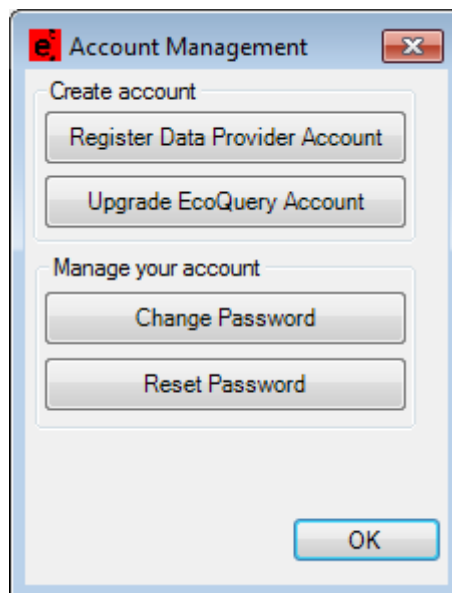 Account Management
Create account
Register Data Provider Account
Upgrade EcoQuery Account
Manage your account
Change Password
Reset Password
OK